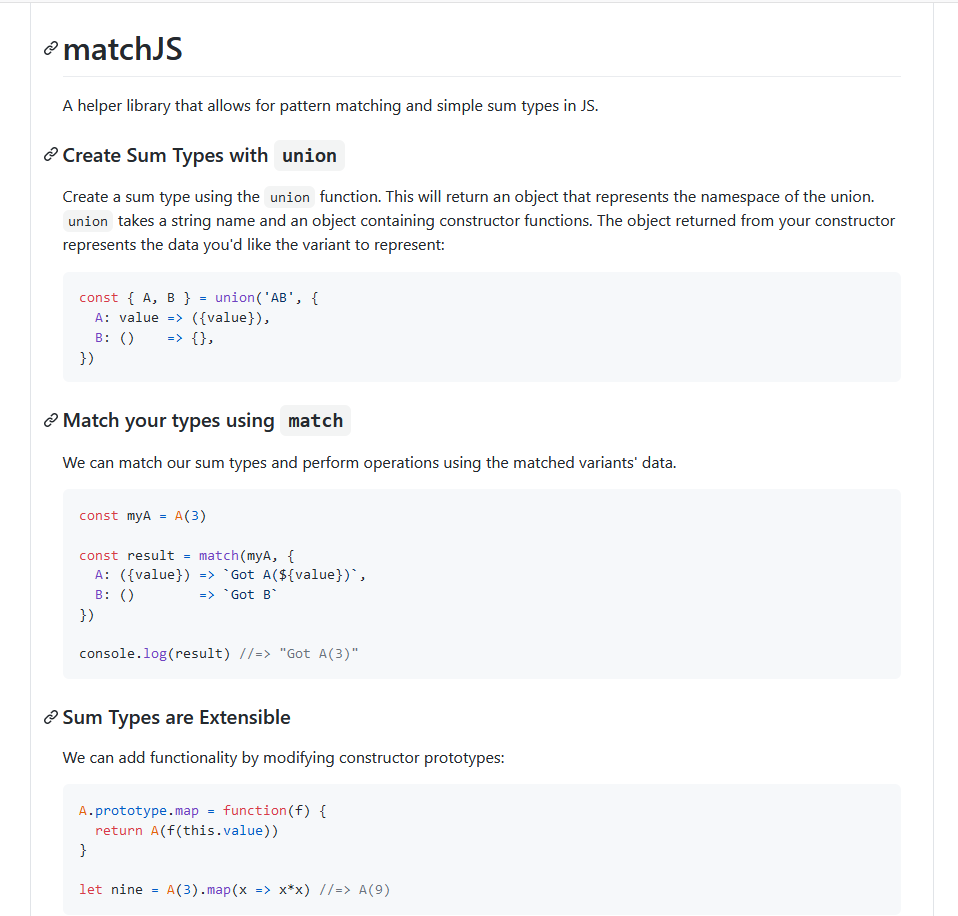 matchJS
A helper library that allows for pattern matching and simple sum types in JS.
Create Sum Types with union
Create a sum type using the union function. This will return an object that represents the namespace of the union.
union takes a string name and an object containing constructor functions. The object returned from your constructor
represents the data you'd like the variant to represent:
const { A, B } = union('AB', {
  A: value => ({value}),
  B: ()    => {},
})
Match your types using match
We can match our sum types and perform operations using the matched variants' data.
const myA = A(3)
const result = match(myA, {
  A: ({value}) => `Got A(${value})`,
  B: ()        => `Got B`
})
console.log(result) //=> "Got A(3)"
Sum Types are Extensible
We can add functionality by modifying constructor prototypes:
A.prototype.map = function(f) {
  return A(f(this.value))
}
let nine = A(3).map(x => x*x) //=> A(9)